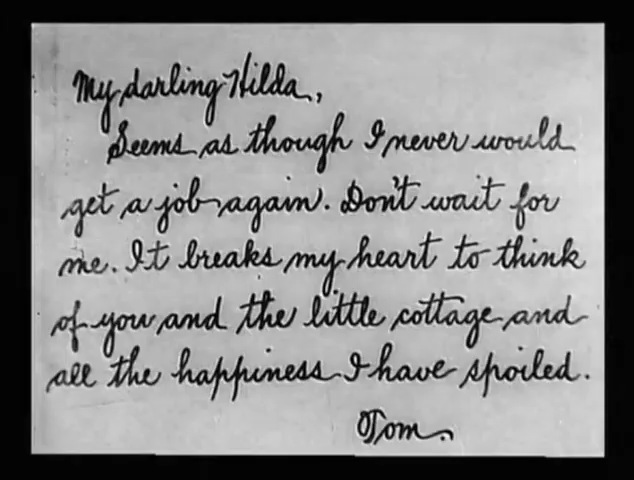 My darling Hilda,
Seems as though I never would
get a job again. Don't wait for
me. It breaks my heart to think
of you and the little cottage and
all the happiness I have spoiled.
Tom.